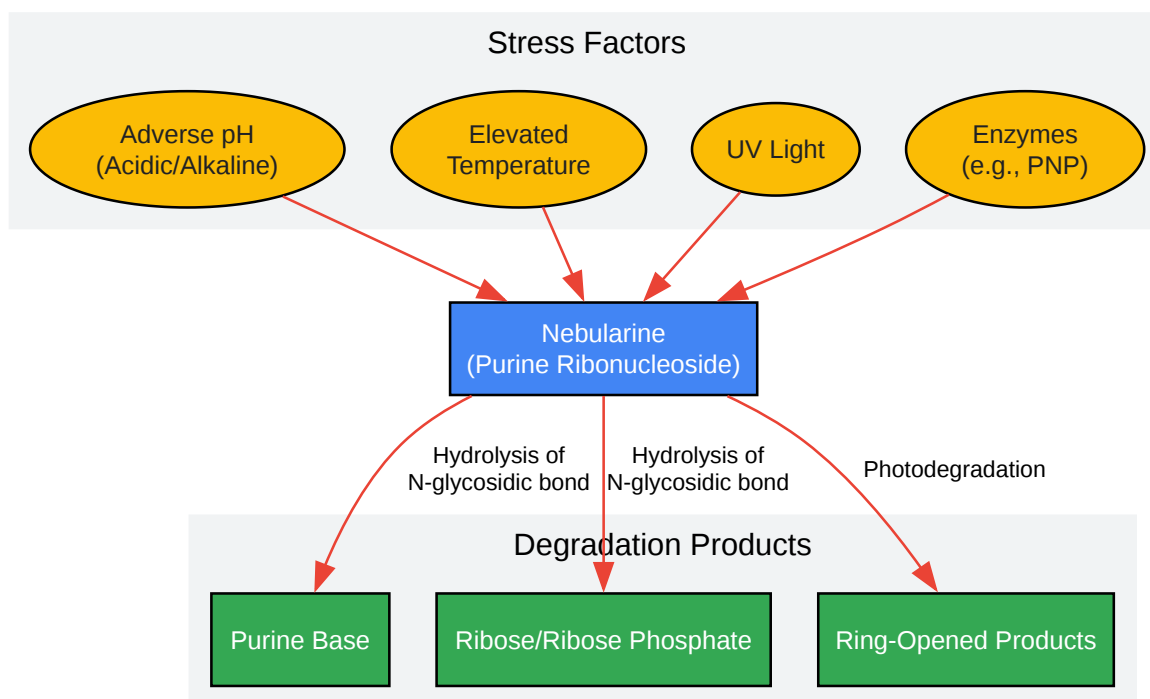 Stress Factors
Adverse pH
(Acidic/Alkaline)
Elevated
Temperature
UV Light
Enzymes
(e.g., PNP)
Nebularine
(Purine Ribonucleoside)
Hydrolysis of
N-glycosidic bond
Hydrolysis of
N-glycosidic bond
Photodegradation
Degradation Products
Purine Base
Ribose/Ribose Phosphate
Ring-Opened Products